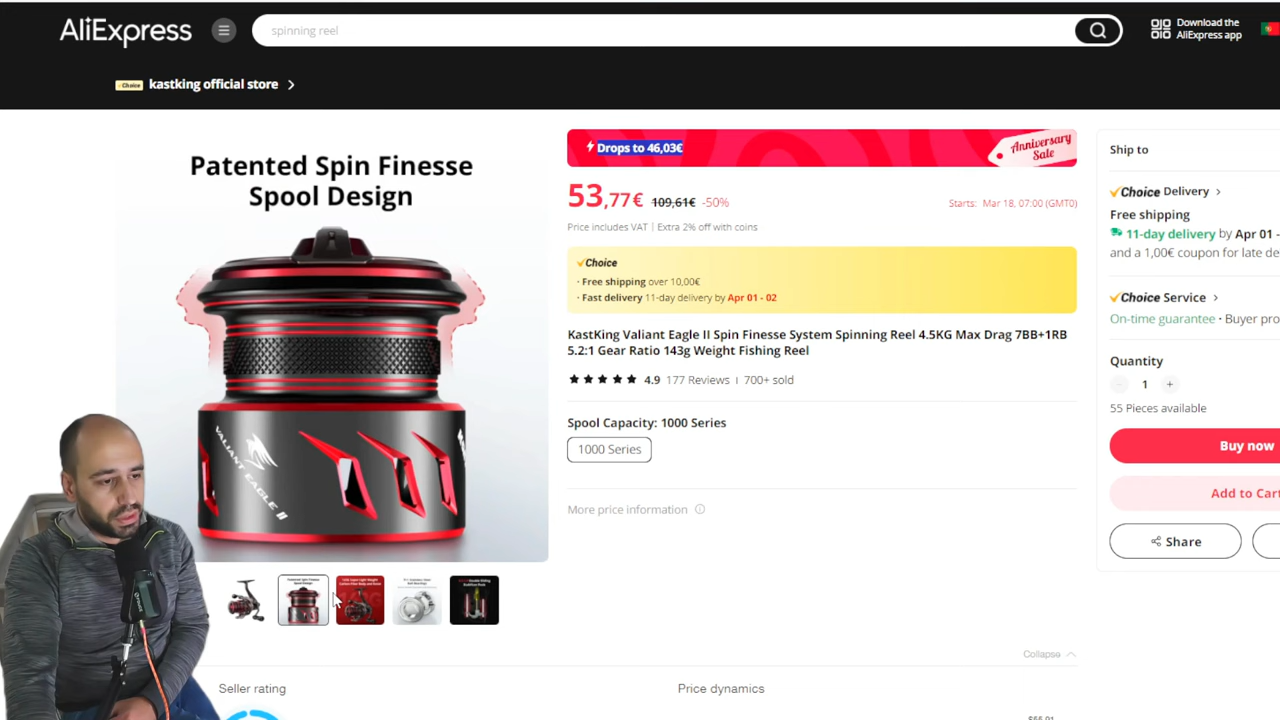 AliExpress
spinning reel
Download the
AliExpress app
Choice kastking official store
Patented Spin Finesse
Spool Design
VALIANT EAGLE II
Drops to 46,03€
Anniversary
Sale
53,77€ 109,61€ -50%
Starts: Mar 18, 07:00 (GMT0)
Price includes VAT | Extra 2% off with coins
Choice
· Free shipping over 10,00€
· Fast delivery 11-day delivery by Apr 01 - 02
KastKing Valiant Eagle II Spin Finesse System Spinning Reel 4.5KG Max Drag 7BB+1RB
5.2:1 Gear Ratio 143g Weight Fishing Reel
4.9 177 Reviews 700+ sold
Spool Capacity: 1000 Series
1000 Series
More price information
Collapse
Seller rating
Price dynamics
Ship to
Choice Delivery
Free shipping
11-day delivery by Apr 01 -
and a 1,00€ coupon for late de
Choice Service
On-time guarantee · Buyer pro
Quantity
1
55 Pieces available
Buy now
Add to Cart
Share